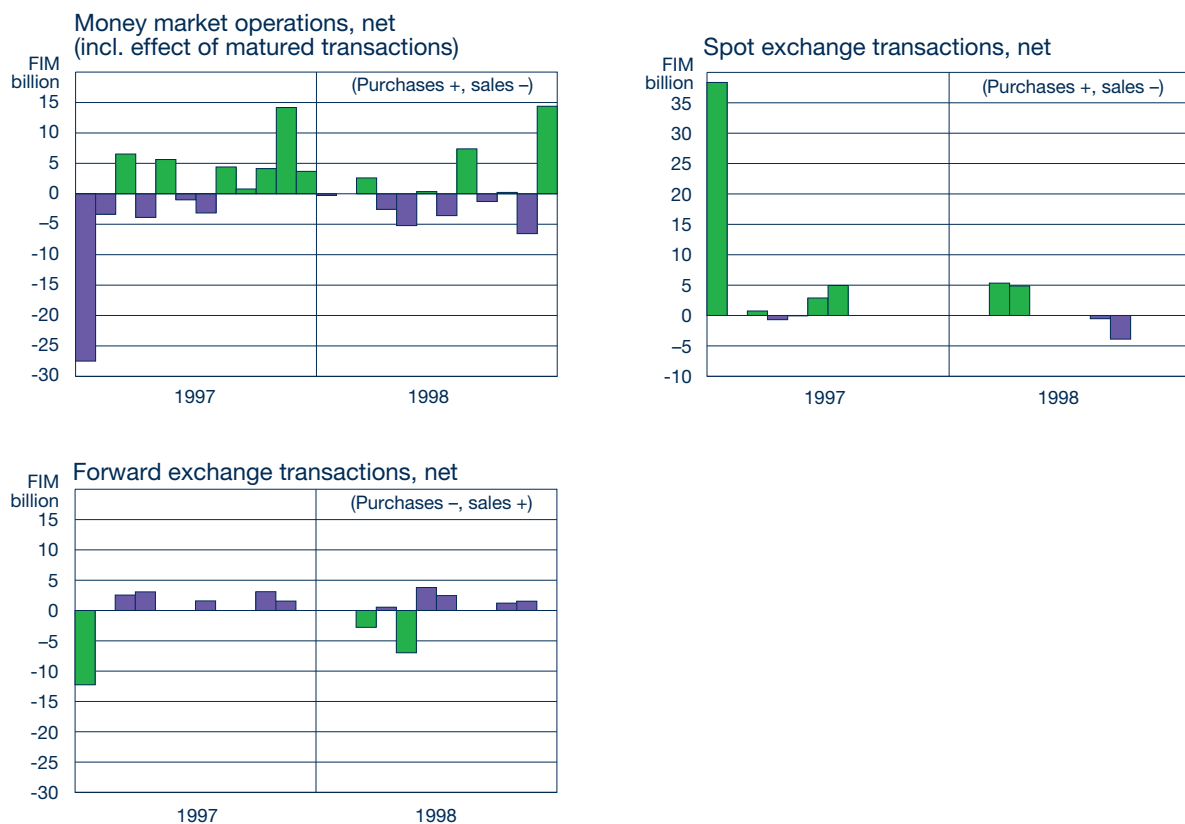 Money market operations, net
(incl. effect of matured transactions)
FIM
billion
(Purchases +, sales –)
15
10
5
0
-5
-10
-15
-20
-25
-30
1997
1998
Spot exchange transactions, net
FIM
billion
(Purchases +, sales –)
35
30
25
20
15
10
5
0
–5
-10
1997
1998
Forward exchange transactions, net
FIM
billion
(Purchases –, sales +)
15
10
5
0
–5
-10
-15
-20
-25
-30
1997
1998